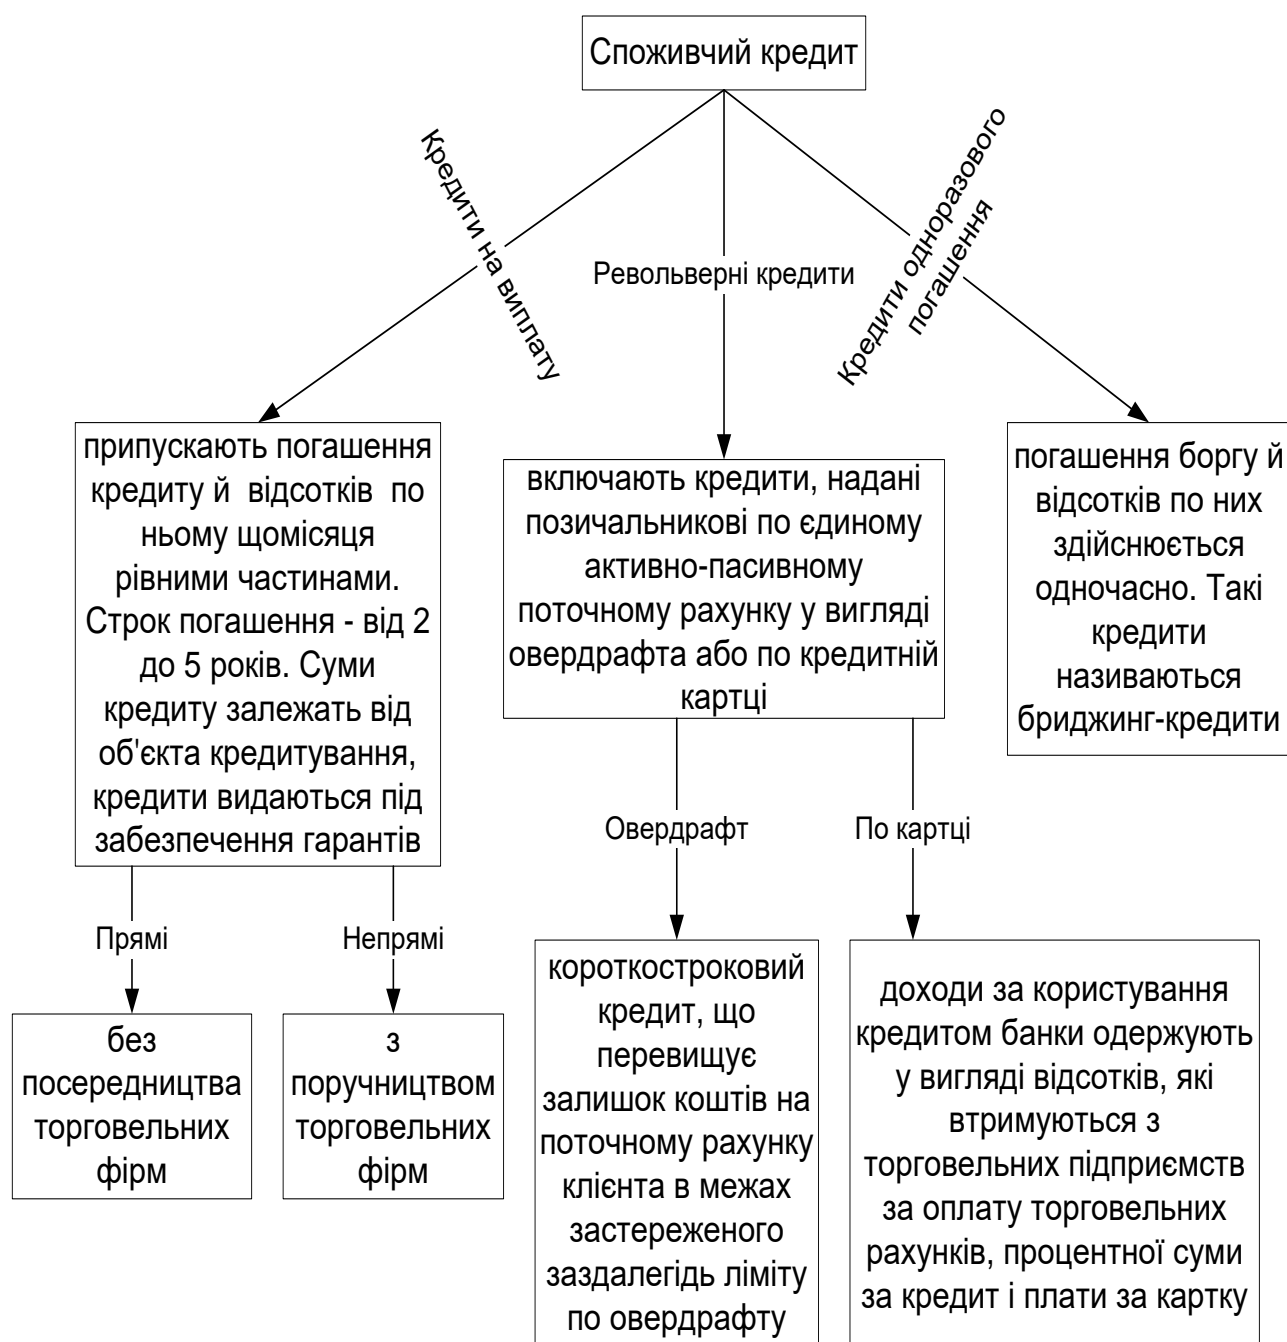 Споживчий кредит
Кредити на виплату
Револьверні кредити
Кредити одноразового
погашення
припускають погашення
кредиту й відсотків по
ньому щомісяця
рівними частинами.
Строк погашення - від 2
до 5 років. Суми
кредиту залежать від
об'єкта кредитування,
кредити видаються під
забезпечення гарантів
включають кредити, надані
позичальникові по єдиному
активно-пасивному
поточному рахунку у вигляді
овердрафта або по кредитній
картці
погашення боргу й
відсотків по них
здійснюється
одночасно. Такі
кредити
називаються
бриджинг-кредити
Прямі
Непрямі
Овердрафт
По картці
без
посередництва
торговельних
фірм
з
поручництвом
торговельних
фірм
короткостроковий
кредит, що
перевищує
залишок коштів на
поточному рахунку
клієнта в межах
застереженого
заздалегідь ліміту
по овердрафту
доходи за користування
кредитом банки одержують
у вигляді відсотків, які
втримуються з
торговельних підприємств
за оплату торговельних
рахунків, процентної суми
за кредит і плати за картку